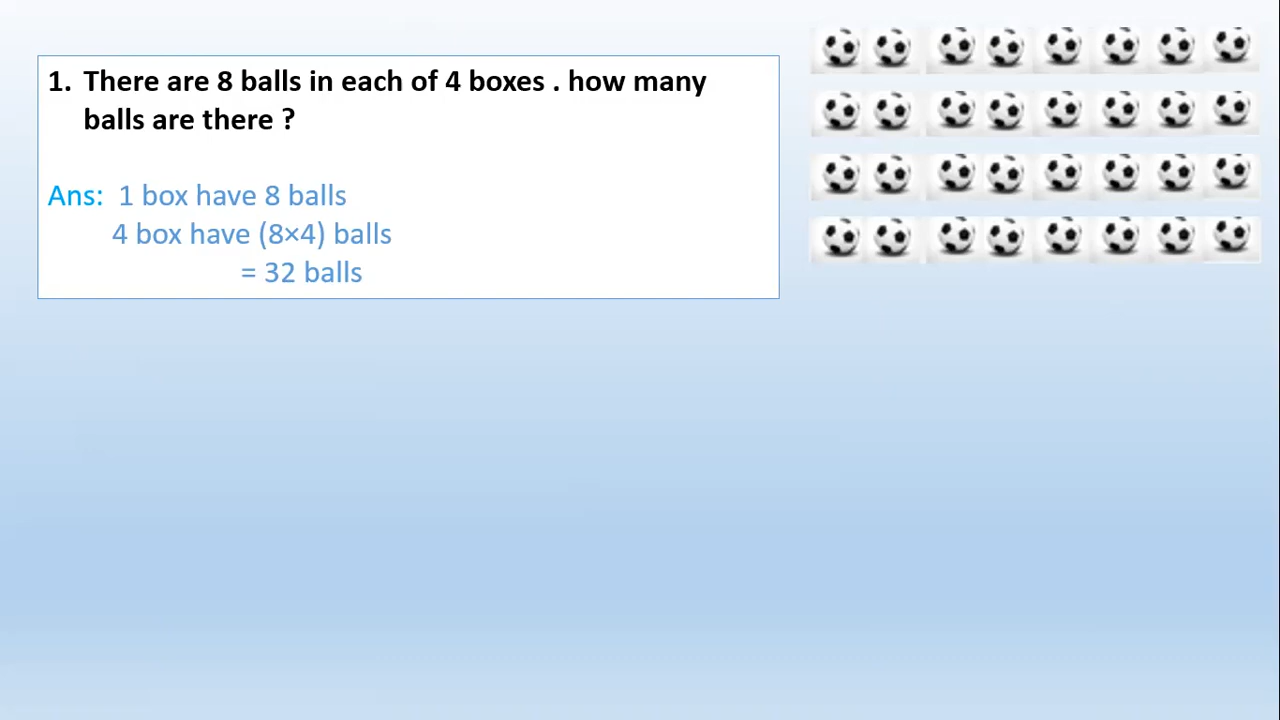 1. There are 8 balls in each of 4 boxes . how many
balls are there ?
Ans: 1 box have 8 balls
4 box have (8×4) balls
= 32 balls